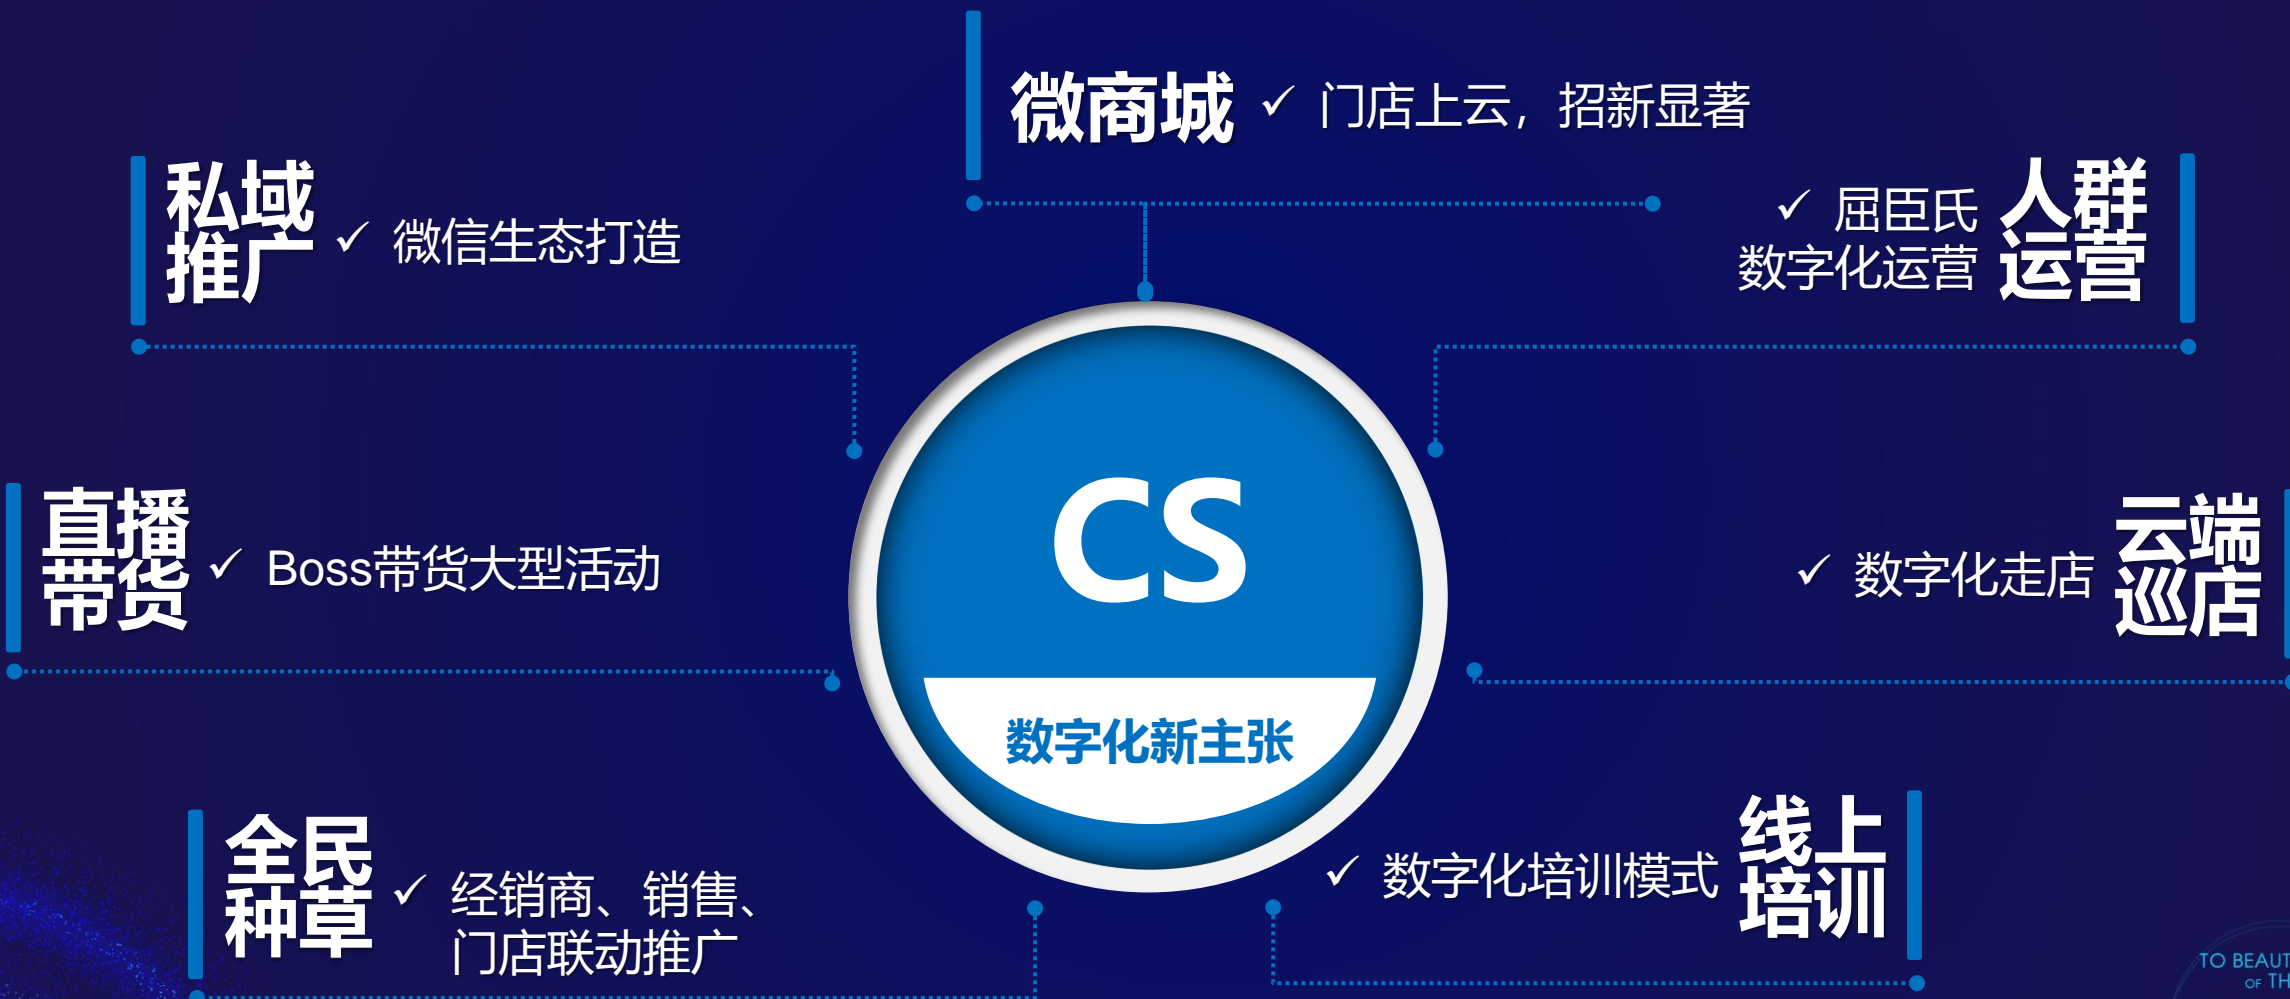 微商城
✓ 门店上云，招新显著
私域
推广
✓ 微信生态打造
✓ 屈臣氏
数字化运营
人群
运营
CS
数字化新主张
直播
带货
✓ Boss带货大型活动
✓ 数字化走店
云端
巡店
全民
种草
✓ 经销商、销售、
门店联动推广
✓ 数字化培训模式
线上
培训
TO BEAUT
OF TH